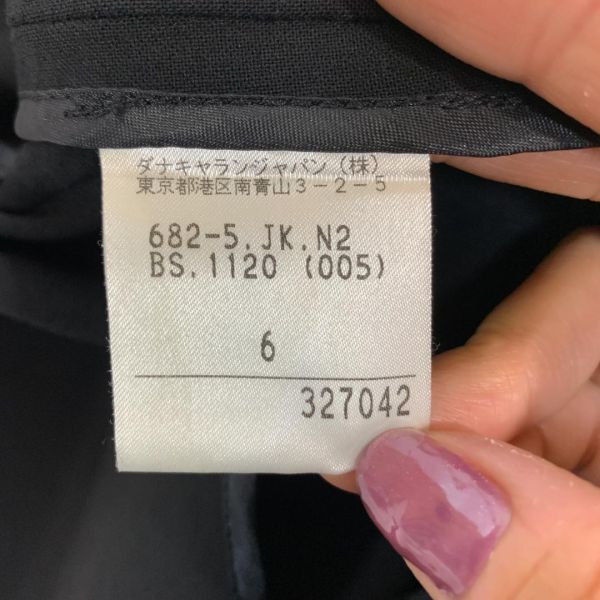 ダナキャランジャパン(株)
東京都港区南青山3-2-5
682-5.JK.N2
BS.1120 (005)
6
327042